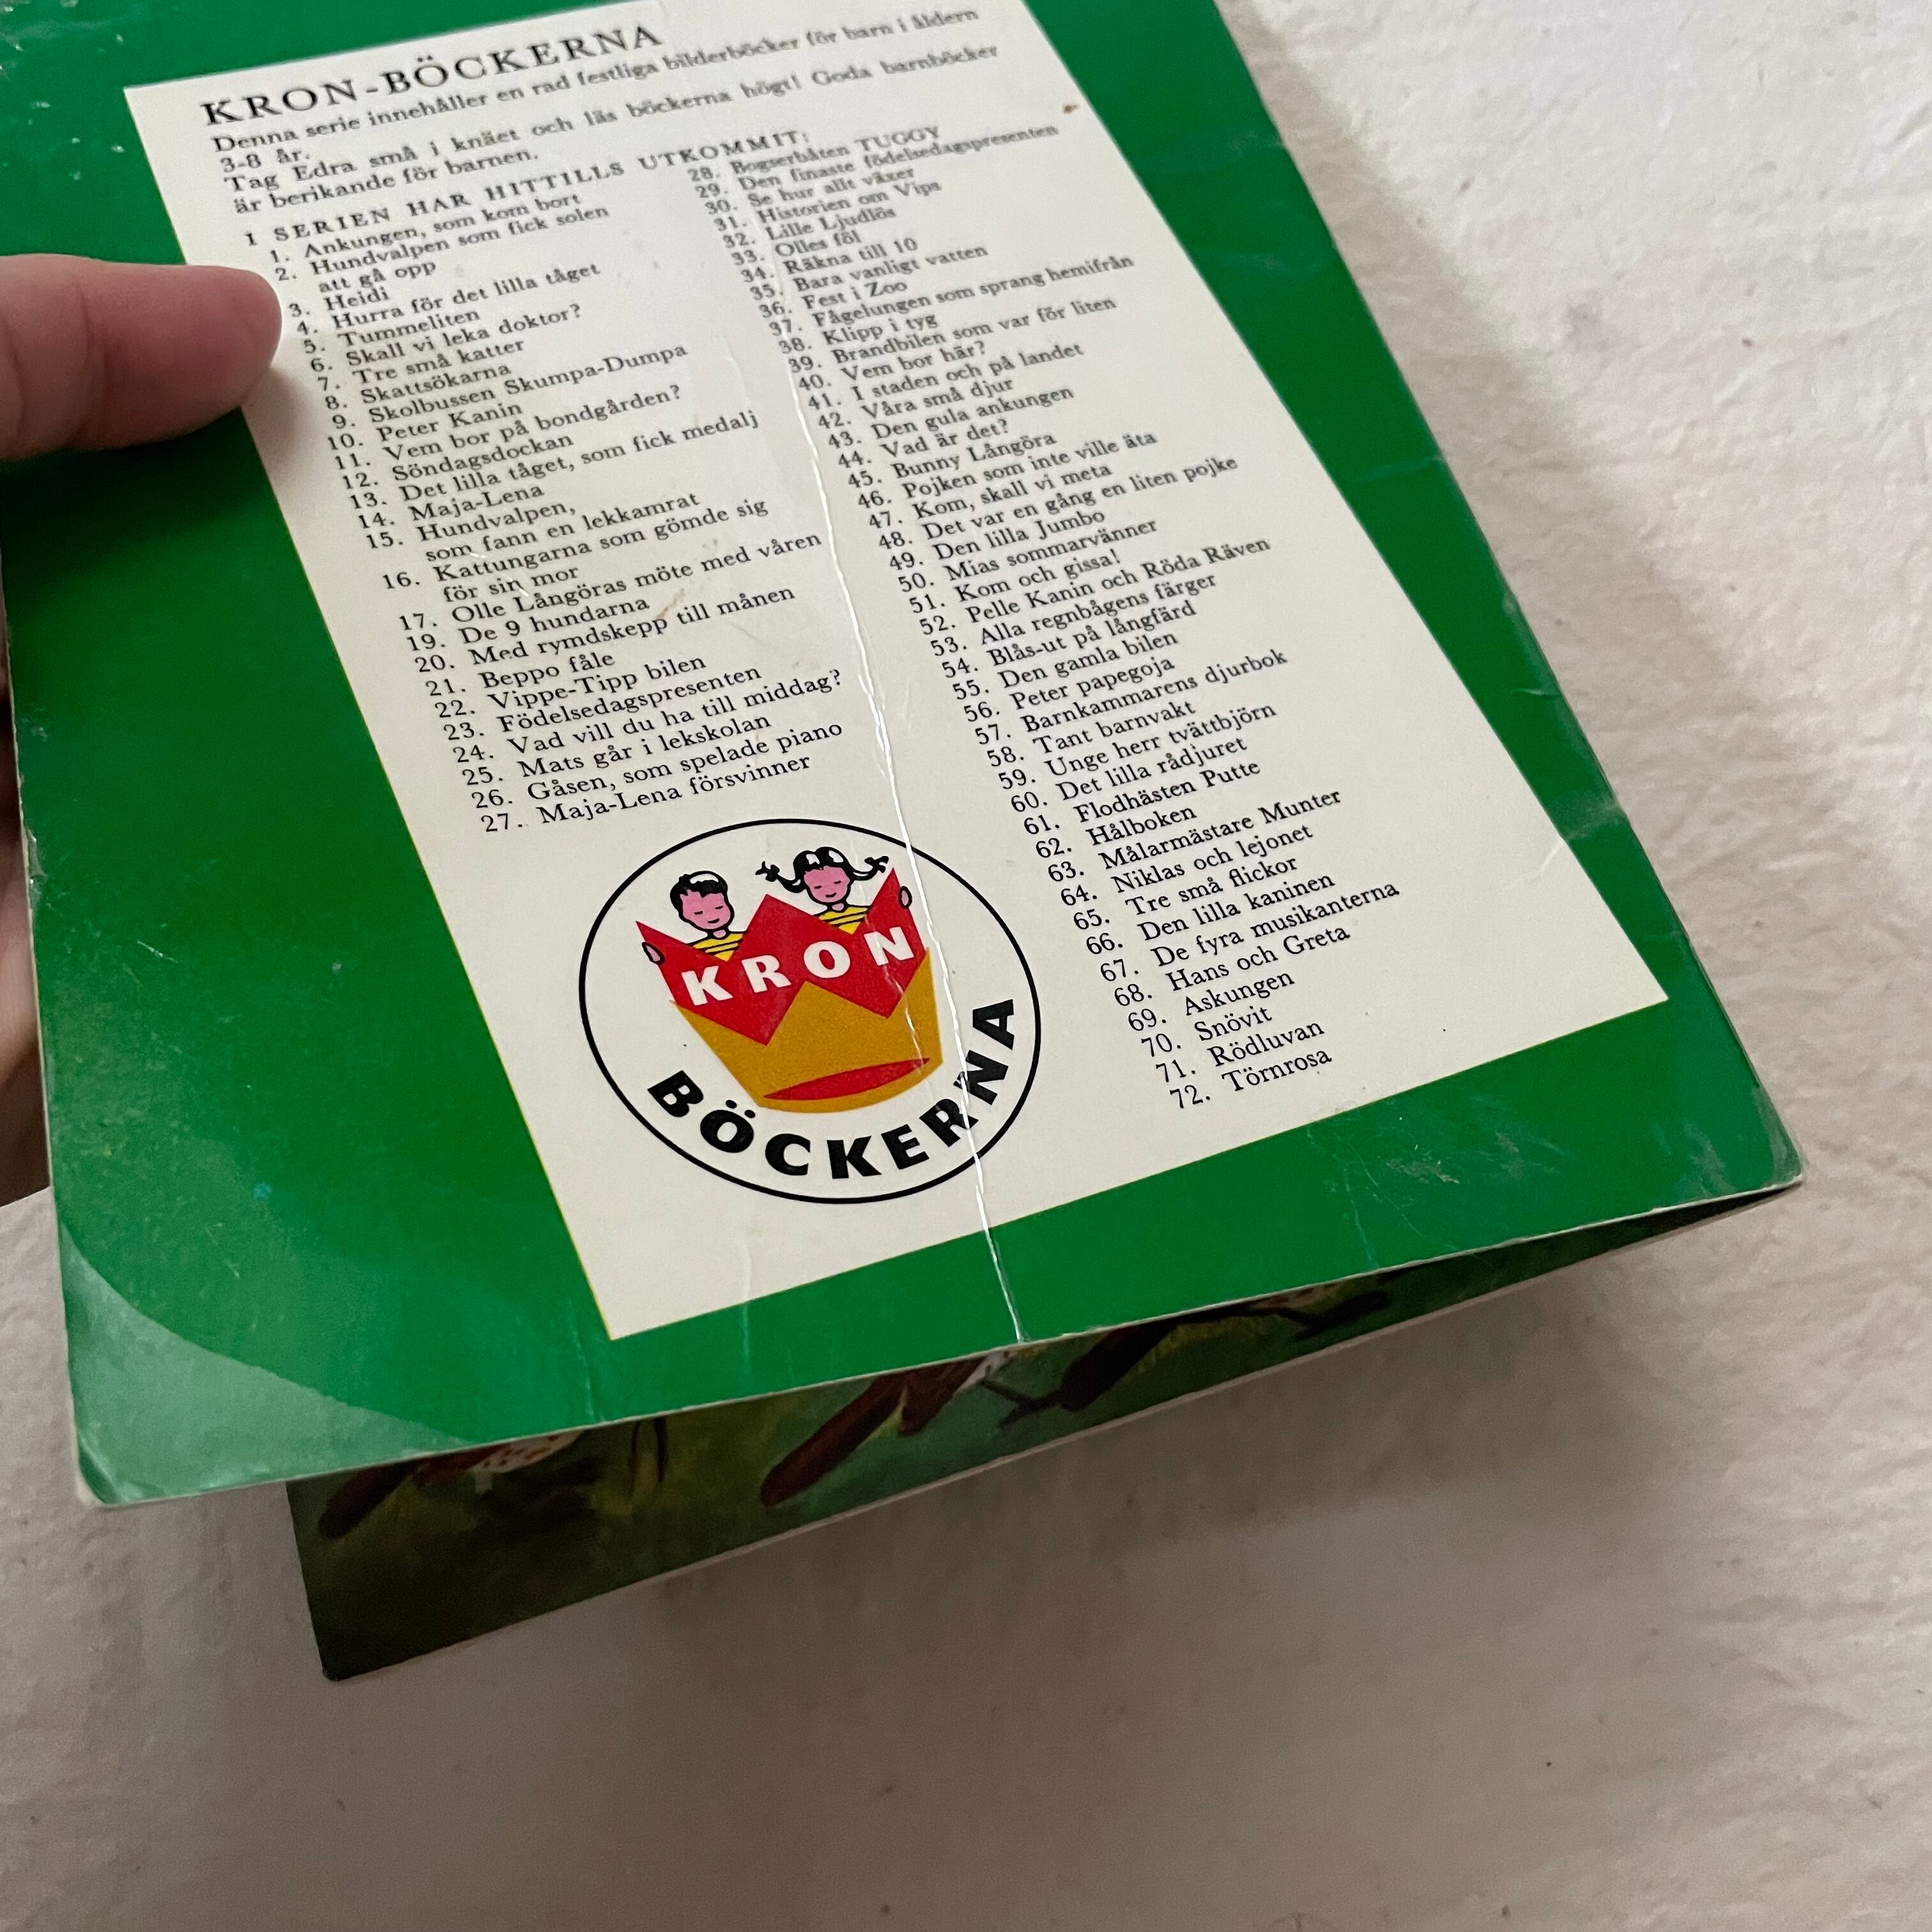 KRON-BÖCKERNA
Denna serie innehåller en rad festliga bilderböcker för barn i åldern
3-8 år.
Tag Edra små i knäet och läs böckerna högt! Goda barnböcker
är berikande för barnen.
I SERIEN HAR HITTILLS UTKOMMIT:
1. Ankungen, som kom bort
2. Hundvalpen som fick solen
att gå opp
3. Heidi
4. Hurra för det lilla tåget
5. Tummeliten
6. Skall vi leka doktor?
7. Tre små katter
8. Skattsökarna
9. Skolbussen Skumpa-Dumpa
10. Peter Kanin
11. Vem bor på bondgården?
12. Söndagsdockan
13. Det lilla tåget, som fick medalj
14. Maja-Lena
15. Hundvalpen,
som fann en lekkamrat
16. Kattungarna som gömde sig
för sin mor
17. Olle Långöras möte med våren
19. De 9 hundarna
20. Med rymdskepp till månen
21. Beppo fåle
22. Vippe-Tipp bilen
23. Födelsedagspresenten
24. Vad vill du ha till middag?
25. Mats går i lekskolan
26. Gåsen, som spelade piano
27. Maja-Lena försvinner
28. Bogserbåten TUGGY
29. Den finaste födelsedagspresenten
30. Se hur allt växer
31. Historien om Vips
32. Lille Ljudlös
33. Olles föl
34. Räkna till 10
35. Bara vanligt vatten
36. Fest i Zoo
37. Fågelungen som sprang hemifrån
38. Klipp i tyg
39. Brandbilen som var för liten
40. Vem bor här?
41. I staden och på landet
42. Våra små djur
43. Den gula ankungen
44. Vad är det?
45. Bunny Långöra
46. Pojken som inte ville äta
47. Kom, skall vi meta
48. Det var en gång en liten pojke
49. Den lilla Jumbo
50. Mias sommarvänner
51. Kom och gissa!
52. Pelle Kanin och Röda Räven
53. Alla regnbågens färger
54. Blås-ut på långfärd
55. Den gamla bilen
56. Peter papegoja
57. Barnkammarens djurbok
58. Tant barnvakt
59. Unge herr tvättbjörn
60. Det lilla rådjuret
61. Flodhästen Putte
62. Hålboken
63. Målarmästare Munter
64. Niklas och lejonet
65. Tre små flickor
66. Den lilla kaninen
67. De fyra musikanterna
68. Hans och Greta
69. Askungen
70. Snövit
71. Rödluvan
72. Törnrosa
KRON
BÖCKERNA